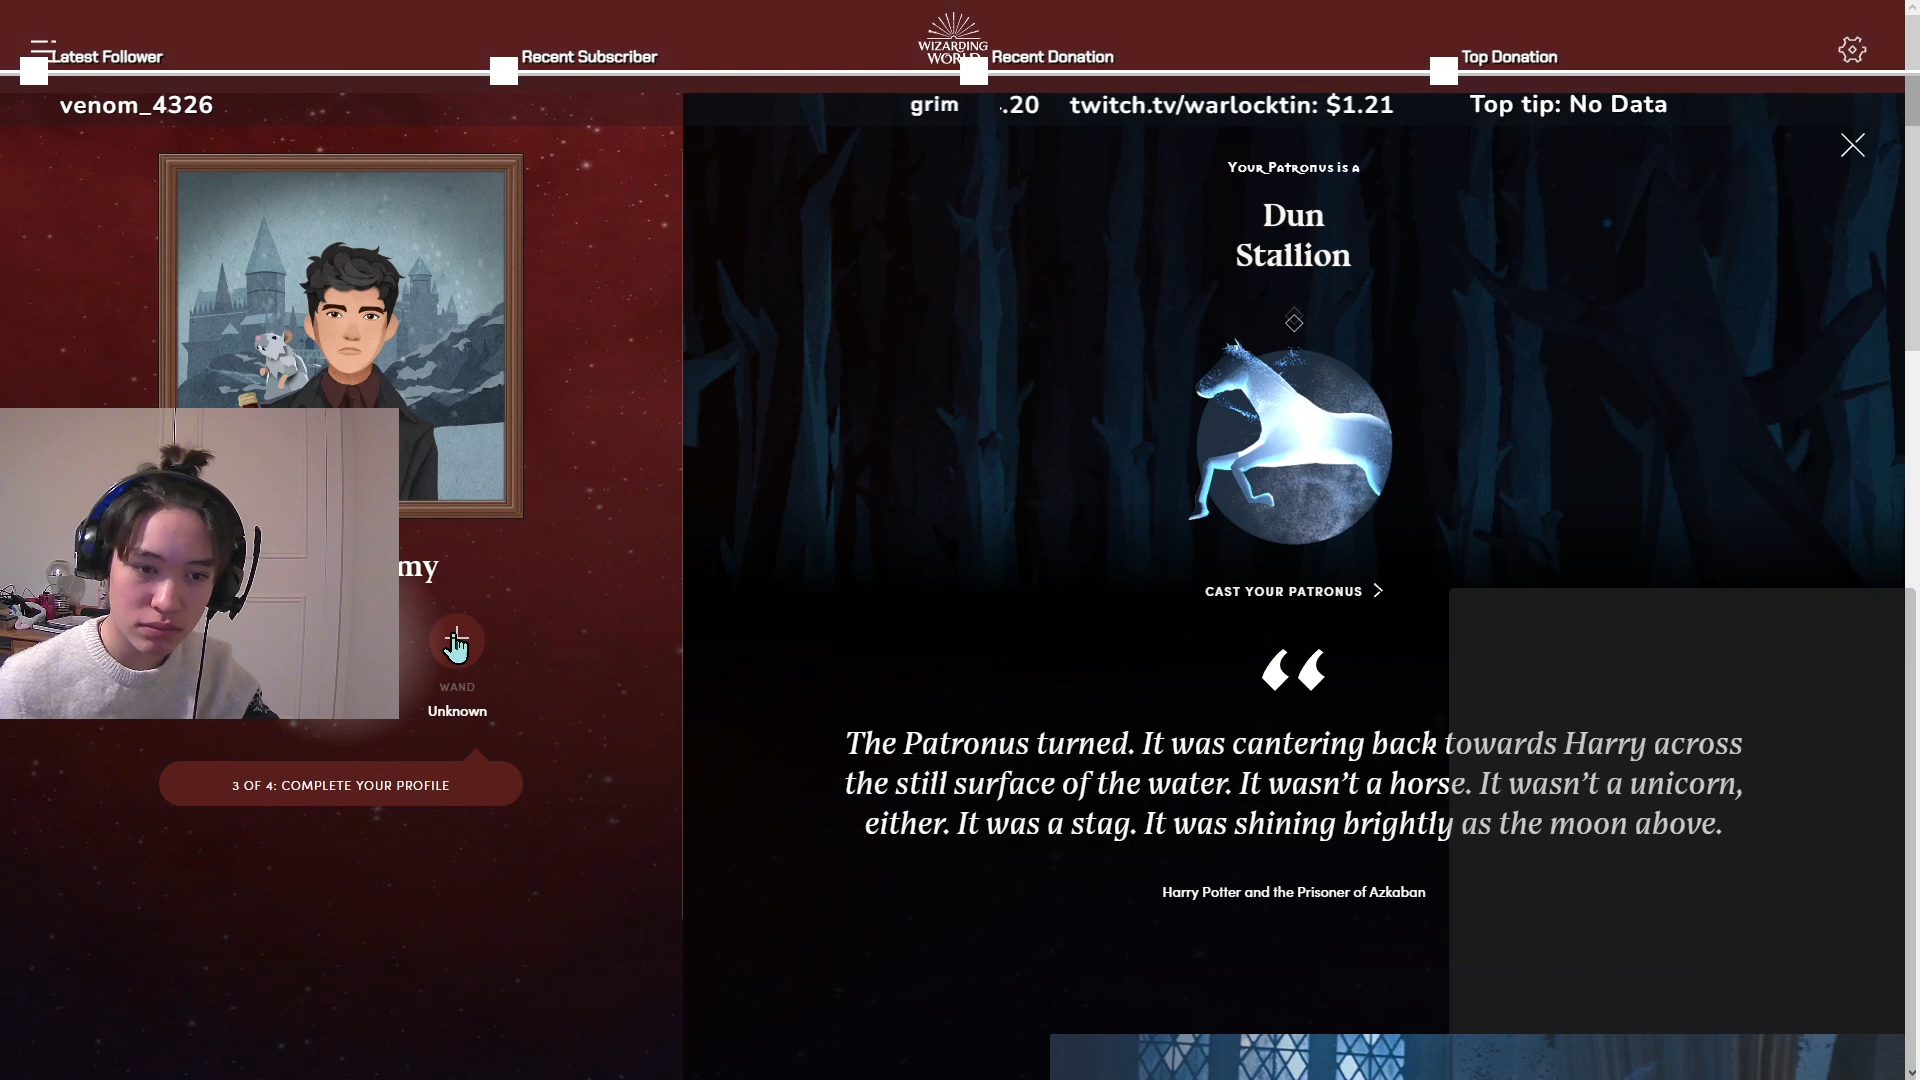 WIZARDING
WORLD
Latest Follower
Recent Subscriber
Recent Donation
Top Donation
venom_4326
grim
.20
twitch.tv/warlocktin: $1.21
Top tip: No Data
Your Patronus is a
Dun
Stallion
CAST YOUR PATRONUS
my
WAND
Unknown
3 OF 4: COMPLETE YOUR PROFILE
“
The Patronus turned. It was cantering back towards Harry across
the still surface of the water. It wasn’t a horse. It wasn’t a unicorn,
either. It was a stag. It was shining brightly as the moon above.
Harry Potter and the Prisoner of Azkaban